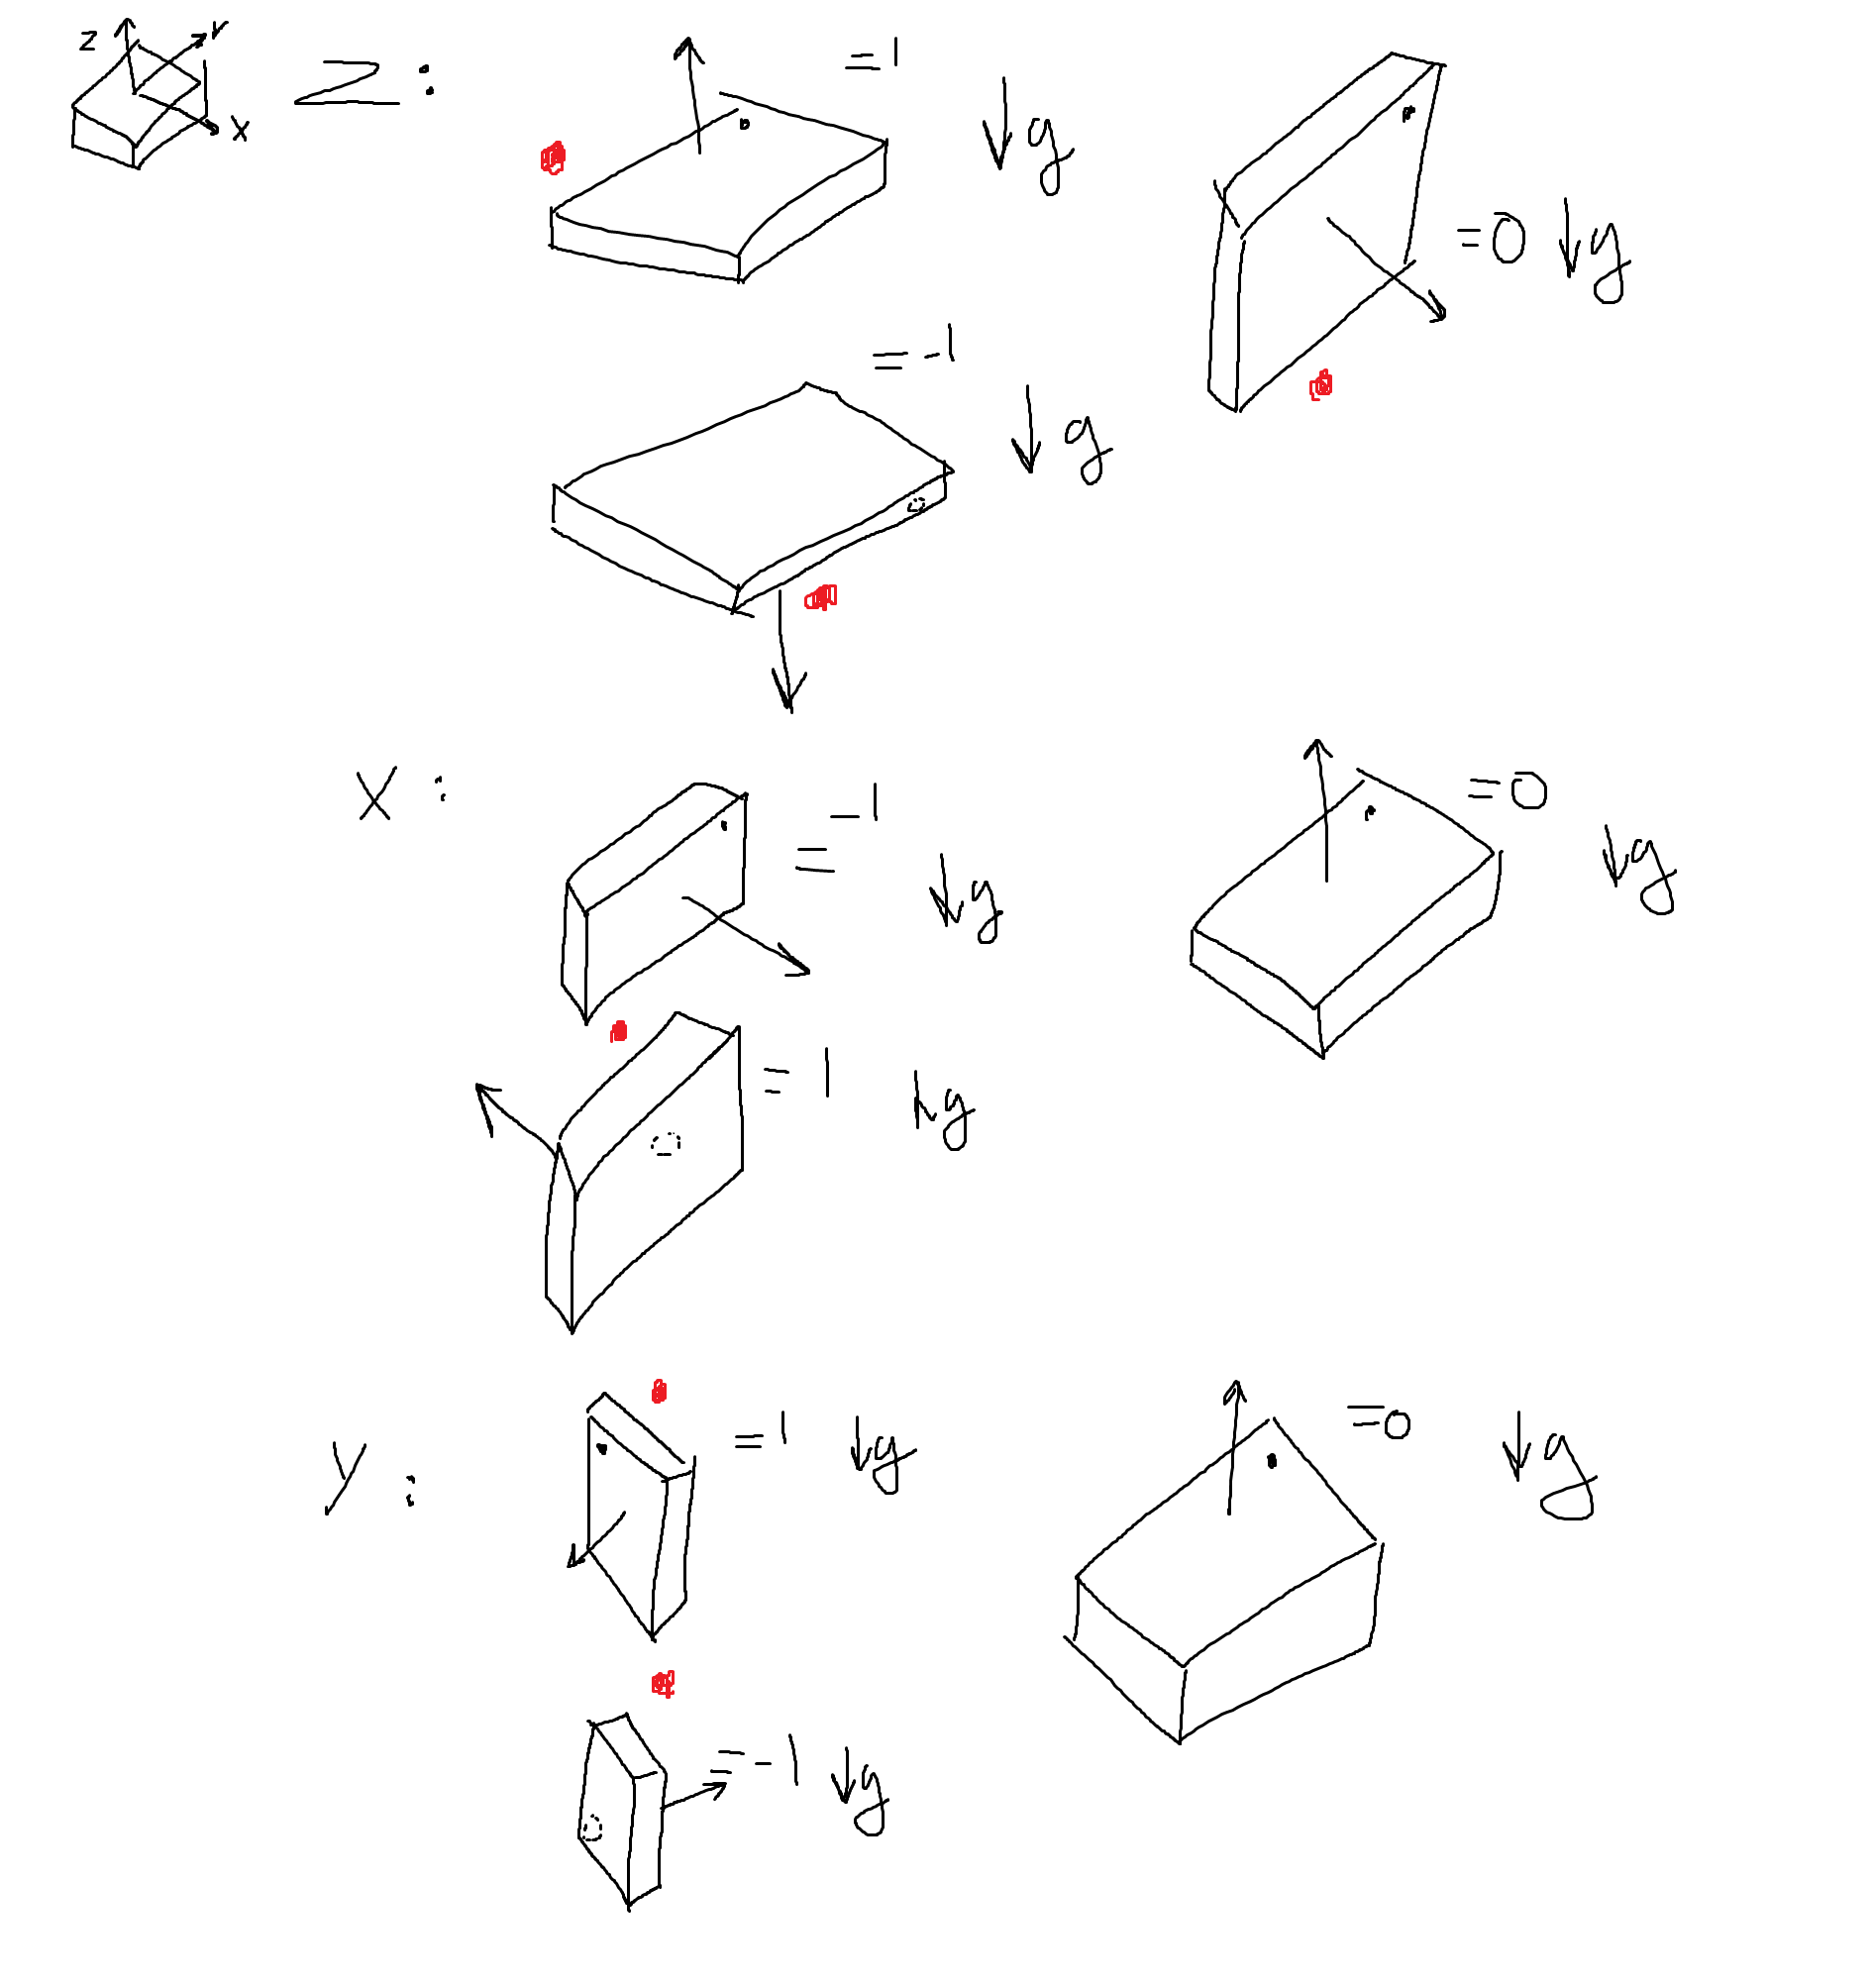 Z Y
X
Z :
=1
↓ g
=0 ↓ g
=-1
↓ g
X :
= -1
↓ g
=0
↓ g
= 1
↓ g
Y :
=1 ↓ g
=0
↓ g
=-1 ↓ g